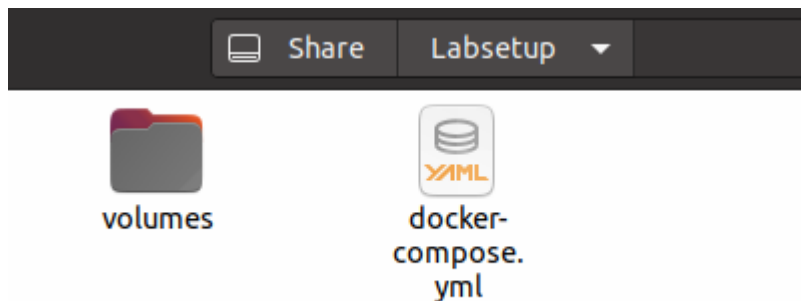 Share Labsetup
YAML
volumes
docker-
compose.
yml